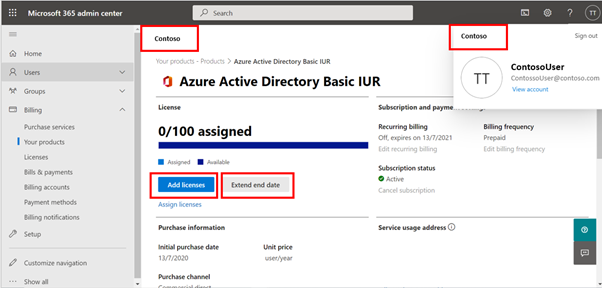 Microsoft 365 admin center
Search
TT
Home
Users
Groups
Billing
Purchase services
Your products
Licenses
Bills & payments
Billing accounts
Payment methods
Billing notifications
Setup
Customize navigation
Show all
Contoso
Your products - Products > Azure Active Directory Basic IUR
Azure Active Directory Basic IUR
License
0/100 assigned
Assigned Available
Add licenses Extend end date
Assign licenses
Purchase information
Initial purchase date Unit price
13/7/2020 user/year
Purchase channel
Commercial direct
Contoso Sign out
TT
ContosoUser
ContossoUser@contoso.com
View account
Recurring billing Billing frequency
Off, expires on 13/7/2021 Prepaid
Edit recurring billing Edit billing frequency
Subscription status
Active
Cancel subscription
Service usage address